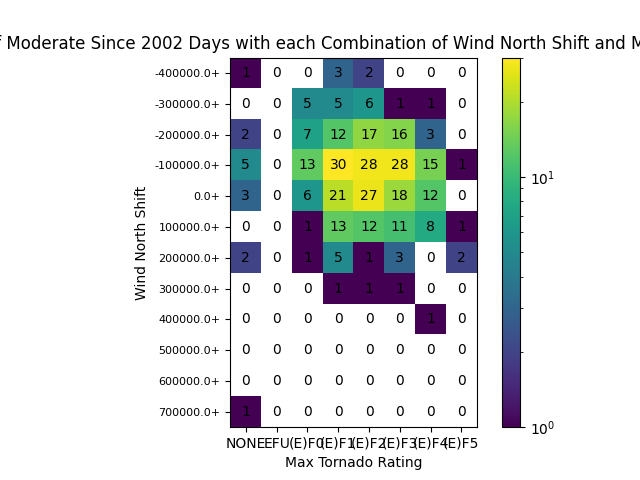 f Moderate Since 2002 Days with each Combination of Wind North Shift and M
-400000.0+ 1 0 0 3 2 0 0 0
-300000.0+ 0 0 5 5 6 1 1 0
-200000.0+ 2 0 7 12 17 16 3 0
-100000.0+ 5 0 13 30 28 28 15 1
0.0+ 3 0 6 21 27 18 12 0
100000.0+ 0 0 1 13 12 11 8 1
200000.0+ 2 0 1 5 1 3 0 2
300000.0+ 0 0 0 1 1 1 0 0
400000.0+ 0 0 0 0 0 0 1 0
500000.0+ 0 0 0 0 0 0 0 0
600000.0+ 0 0 0 0 0 0 0 0
700000.0+ 1 0 0 0 0 0 0 0
NONE EFU (E)F0 (E)F1 (E)F2 (E)F3 (E)F4 (E)F5
Max Tornado Rating
Wind North Shift
10¹
10⁰